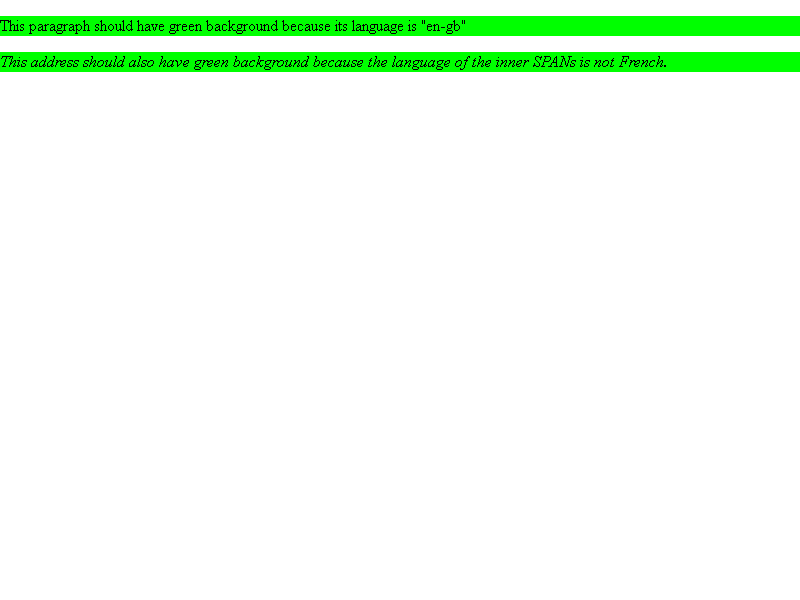 This paragraph should have green background because its language is "en-gb"
This address should also have green background because the language of the inner SPANs is not French.